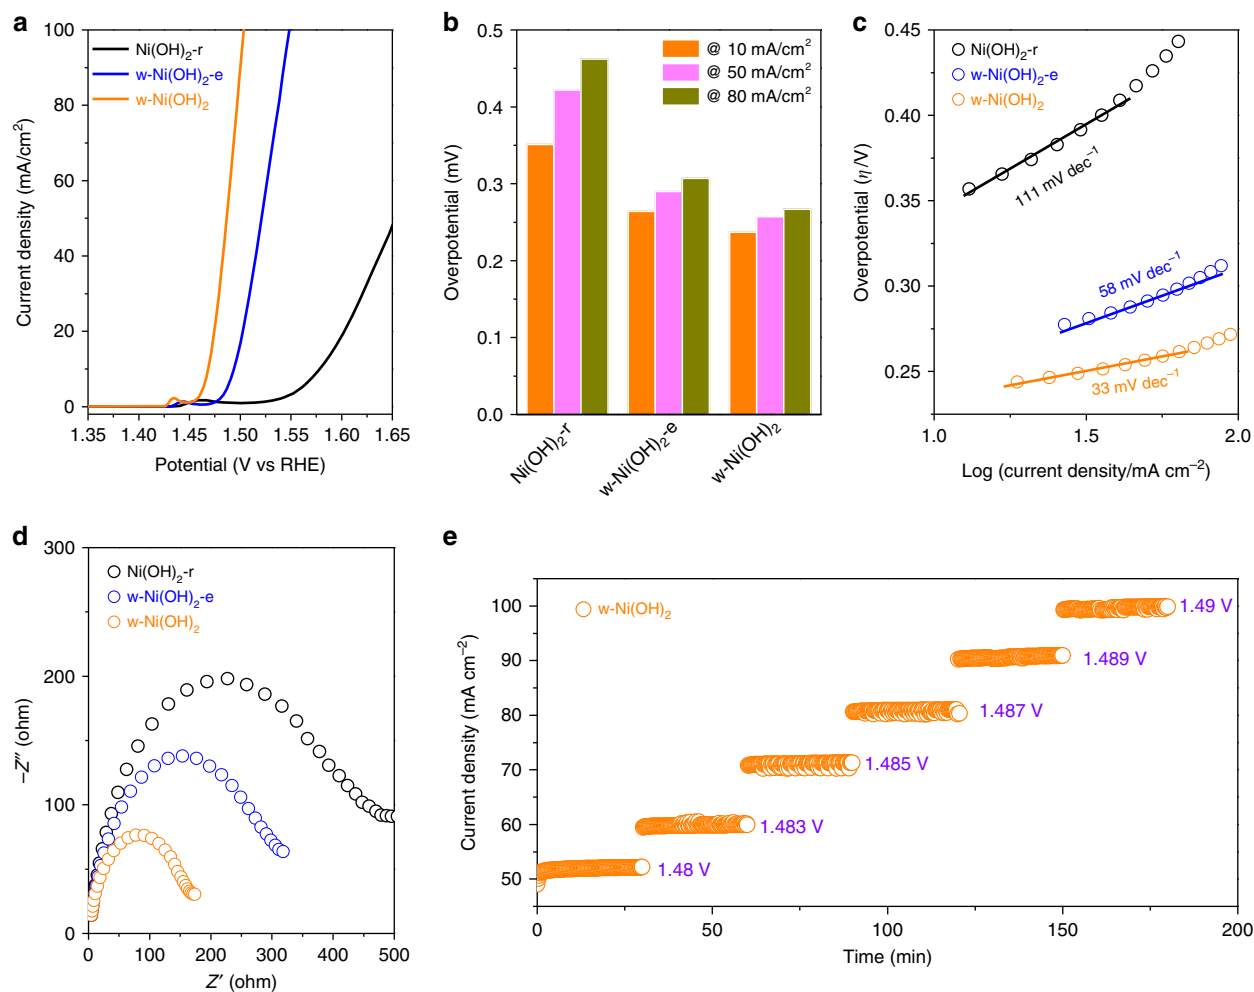 a
Current density (mA/cm²)
100
80
60
40
20
0
Ni(OH)₂-r
w-Ni(OH)₂-e
w-Ni(OH)₂
1.35 1.40 1.45 1.50 1.55 1.60 1.65
Potential (V vs RHE)
b
Overpotential (mV)
0.5
0.4
0.3
0.2
0.1
0.0
@ 10 mA/cm²
@ 50 mA/cm²
@ 80 mA/cm²
Ni(OH)₂-r
w-Ni(OH)₂-e
w-Ni(OH)₂
c
Overpotential (η/V)
0.45
0.40
0.35
0.30
0.25
Ni(OH)₂-r
w-Ni(OH)₂-e
w-Ni(OH)₂
111 mV dec⁻¹
58 mV dec⁻¹
33 mV dec⁻¹
1.0 1.5 2.0
Log (current density/mA cm⁻²)
d
−Z″ (ohm)
300
200
100
0
Ni(OH)₂-r
w-Ni(OH)₂-e
w-Ni(OH)₂
0 100 200 300 400 500
Z′ (ohm)
e
Current density (mA cm⁻²)
100
90
80
70
60
50
w-Ni(OH)₂
1.49 V
1.489 V
1.487 V
1.485 V
1.483 V
1.48 V
0 50 100 150 200
Time (min)